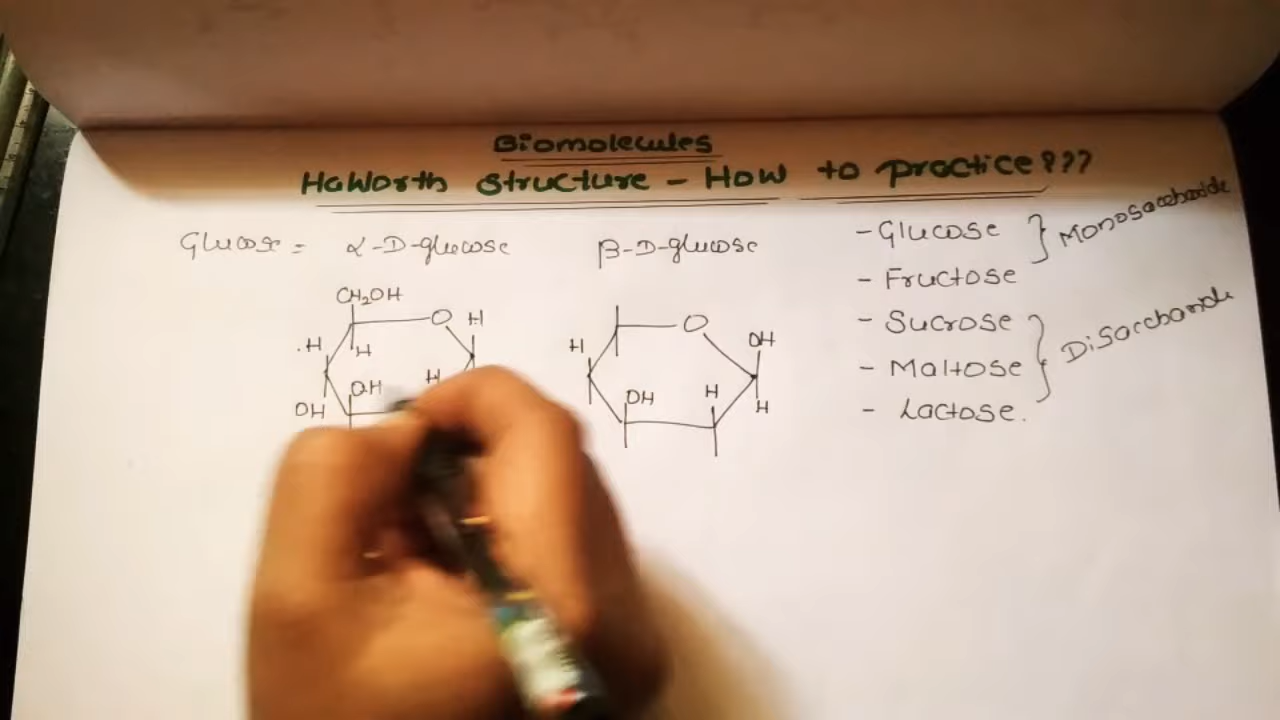 Biomolecules
Haworth Structure - How to practice???
Glucose = α-D-glucose β-D-glucose
- Glucose } Monosaccharide
- Fructose
- Sucrose
- Maltose } Disaccharide
- Lactose.
CH₂OH
O H
.H H
OH H
OH
O
H OH
OH H H